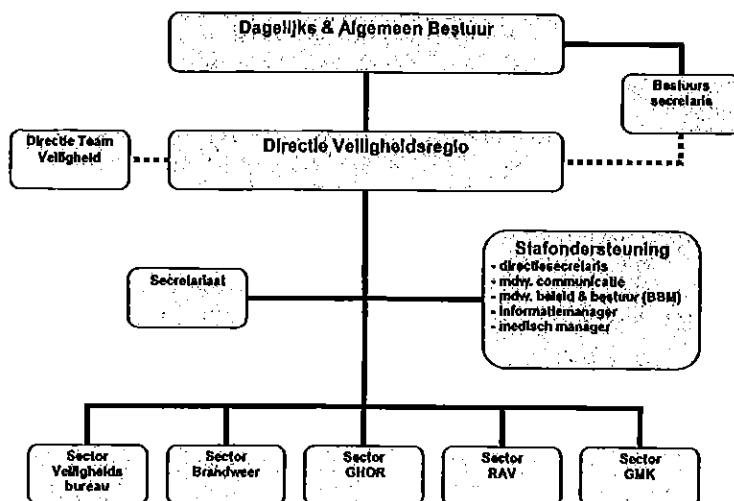 Dagelijks & Algemeen Bestuur
Bestuurs
secretaris
Directie Team
Veiligheid
Directie Veiligheidsregio
Stafondersteuning
- directiesecretaris
- mdw. communicatie
- mdw. beleid & bestuur (BBM)
- informatiemanager
- medisch manager
Secretariaat
Sector
Veiligheids
bureau
Sector
Brandweer
Sector
GHOR
Sector
RAV
Sector
GMK